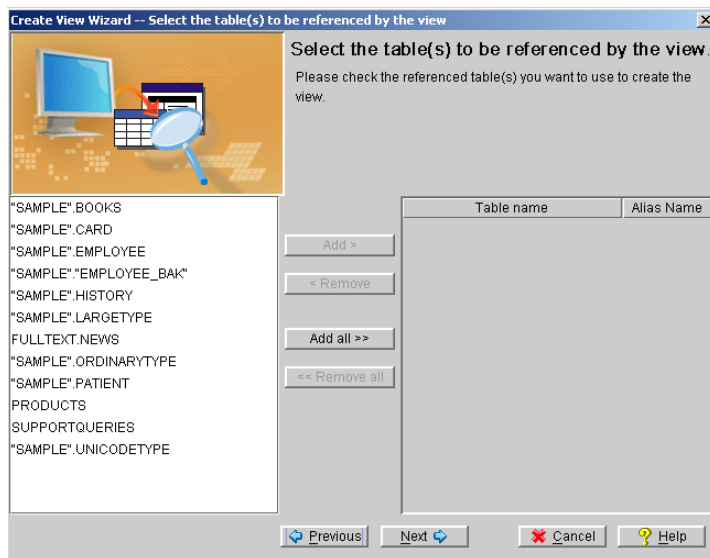 Create View Wizard -- Select the table(s) to be referenced by the view
Select the table(s) to be referenced by the view.
Please check the referenced table(s) you want to use to create the
view.
"SAMPLE".BOOKS
"SAMPLE".CARD
"SAMPLE".EMPLOYEE
"SAMPLE"."EMPLOYEE_BAK"
"SAMPLE".HISTORY
"SAMPLE".LARGETYPE
FULLTEXT.NEWS
"SAMPLE".ORDINARYTYPE
"SAMPLE".PATIENT
PRODUCTS
SUPPORTQUERIES
"SAMPLE".UNICODETYPE
Add >
< Remove
Add all >>
<< Remove all
Table name Alias Name
Previous Next Cancel Help